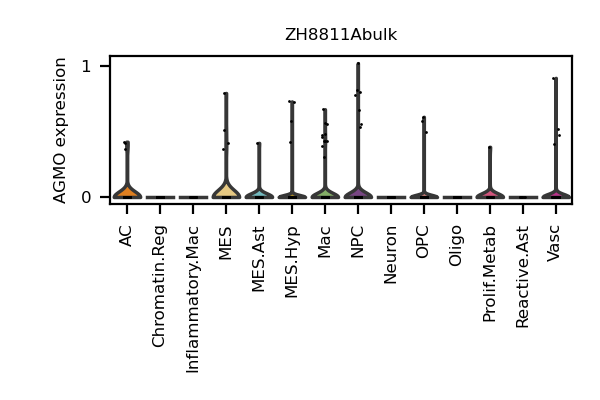 ZH8811Abulk
AGMO expression
1
0
AC
Chromatin.Reg
Inflammatory.Mac
MES
MES.Ast
MES.Hyp
Mac
NPC
Neuron
OPC
Oligo
Prolif.Metab
Reactive.Ast
Vasc